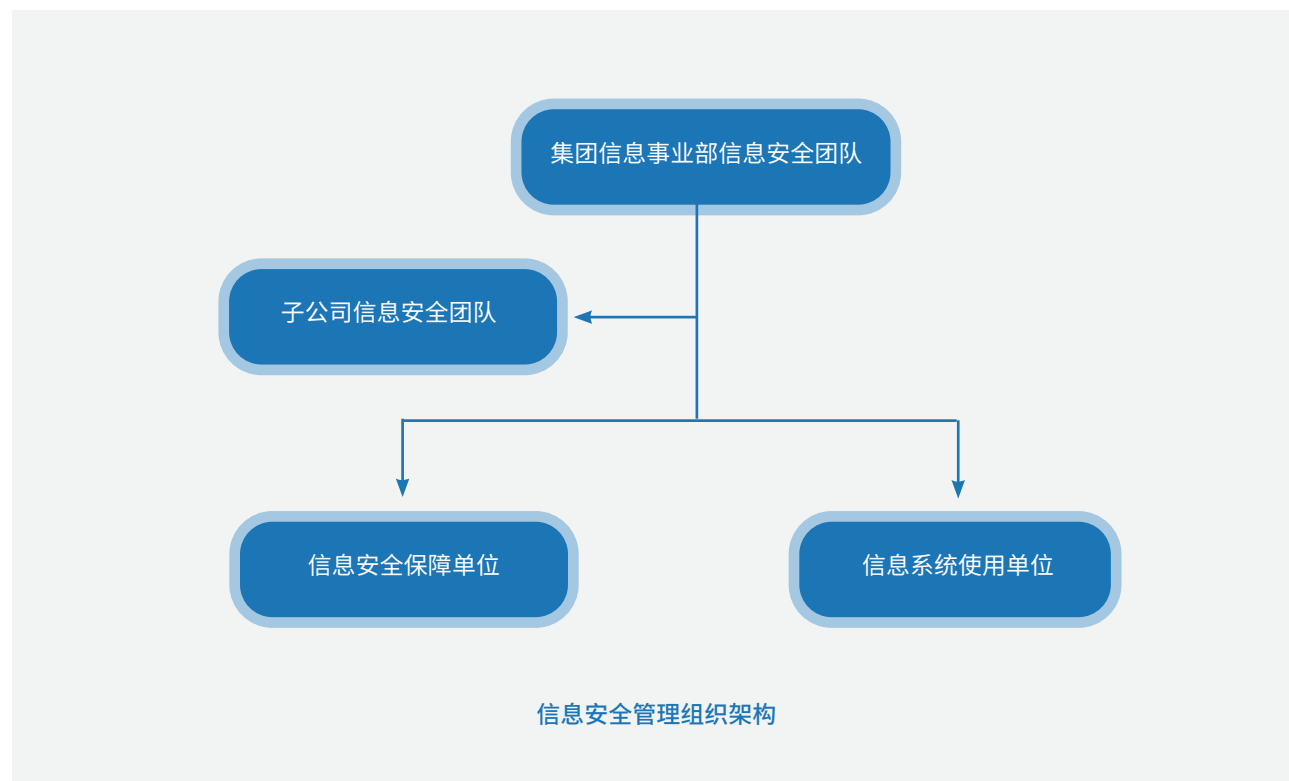 集团信息事业部信息安全团队
子公司信息安全团队
信息安全保障单位
信息系统使用单位
信息安全管理组织架构